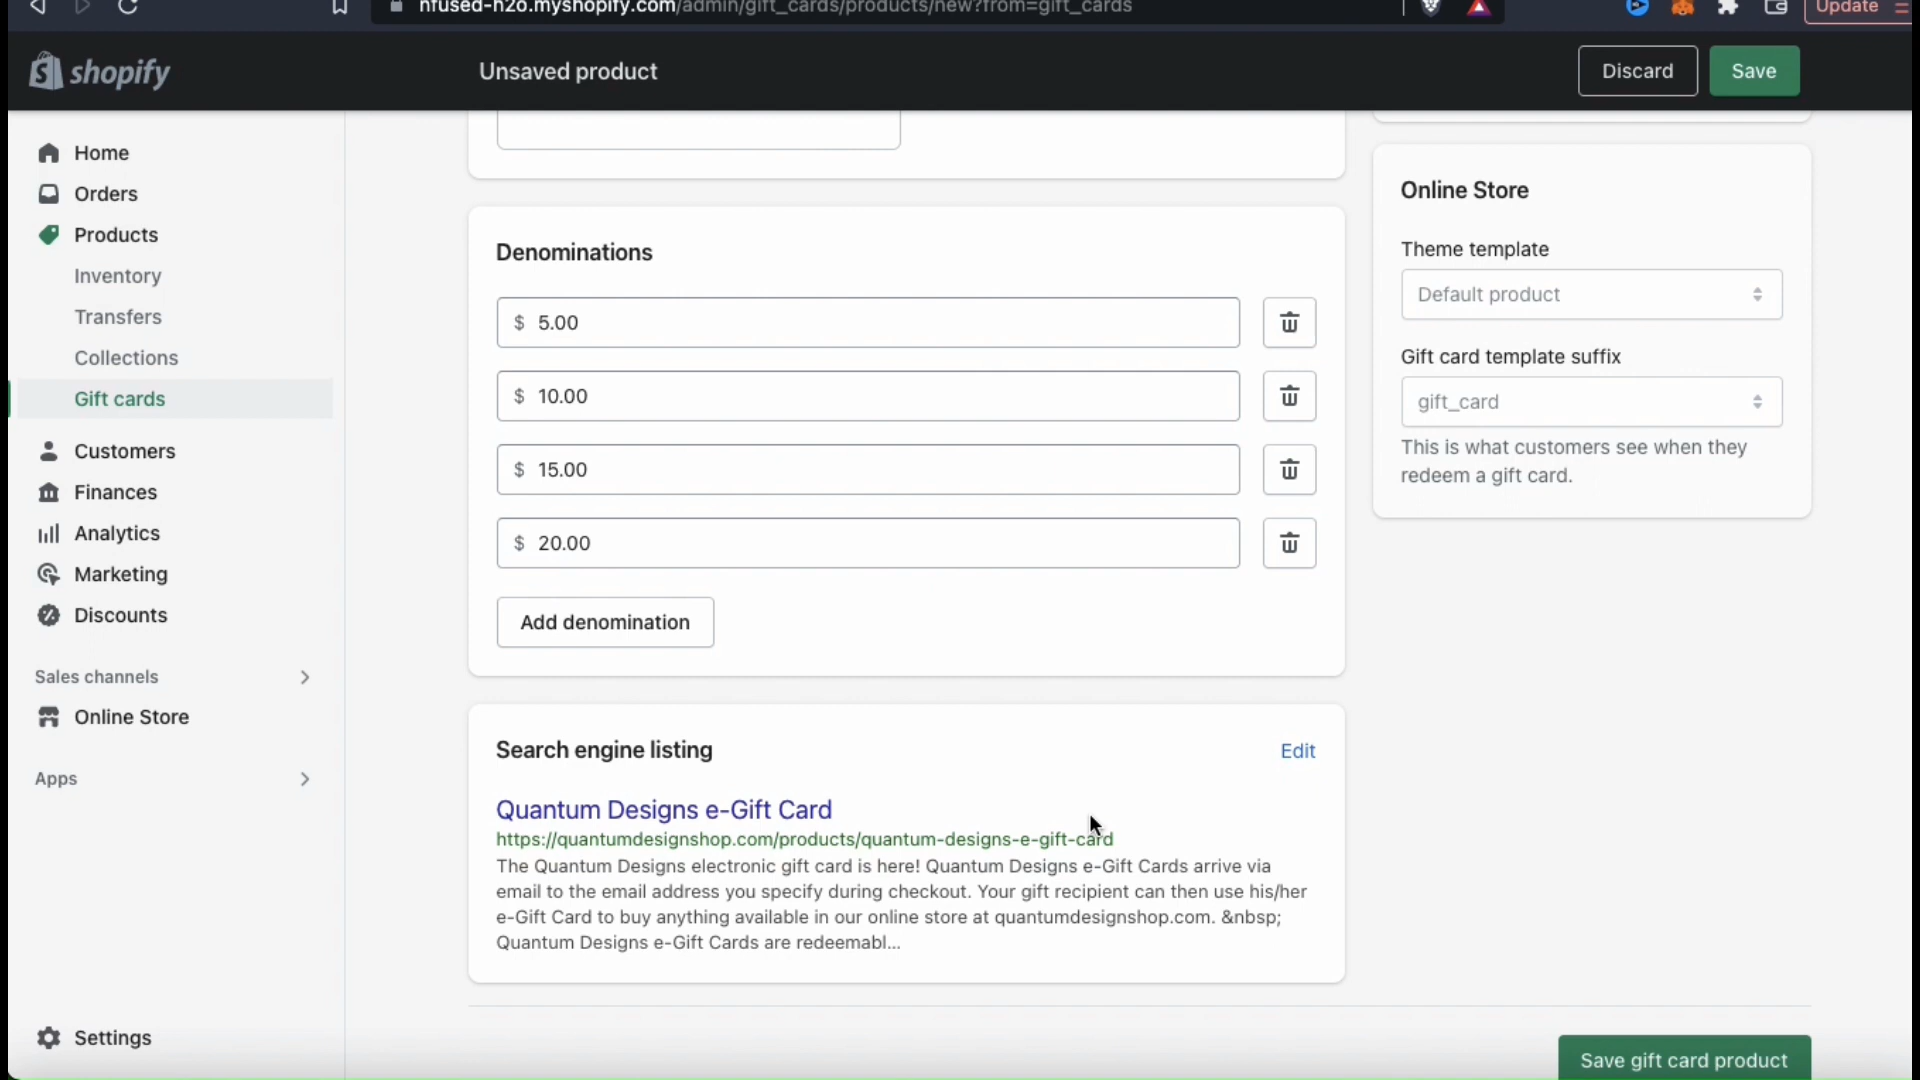 nfused-h2o.myshopify.com/admin/gift_cards/products/new?from=gift_cards
Update
shopify
Unsaved product
Discard
Save
Home
Orders
Products
Inventory
Transfers
Collections
Gift cards
Customers
Finances
Analytics
Marketing
Discounts
Sales channels
Online Store
Apps
Settings
Denominations
$ 5.00
$ 10.00
$ 15.00
$ 20.00
Add denomination
Search engine listing
Edit
Quantum Designs e-Gift Card
https://quantumdesignshop.com/products/quantum-designs-e-gift-card
The Quantum Designs electronic gift card is here! Quantum Designs e-Gift Cards arrive via
email to the email address you specify during checkout. Your gift recipient can then use his/her
e-Gift Card to buy anything available in our online store at quantumdesignshop.com. &nbsp;
Quantum Designs e-Gift Cards are redeemabl...
Online Store
Theme template
Default product
Gift card template suffix
gift_card
This is what customers see when they
redeem a gift card.
Save gift card product